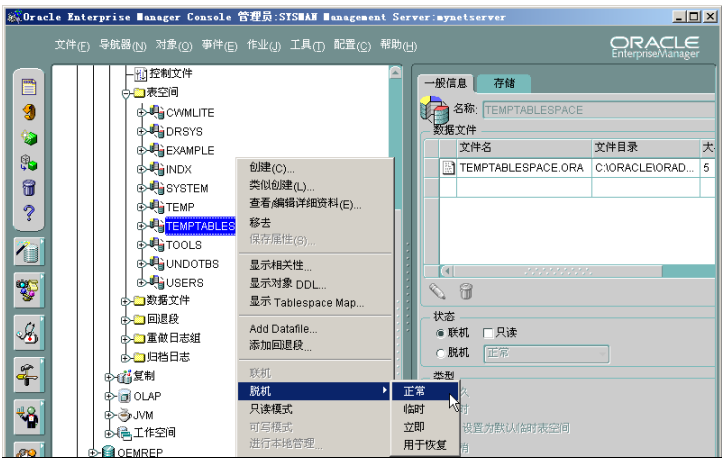 Oracle Enterprise Manager Console 管理员:SYSMAN Management Server:mynetserver
文件(F) 导航器(N) 对象(O) 事件(E) 作业(J) 工具(T) 配置(C) 帮助(H)
ORACLE
EnterpriseManager
控制文件
表空间
CWMLITE
DRSYS
EXAMPLE
INDX
SYSTEM
TEMP
TEMPTABLES
TOOLS
UNDOTBS
USERS
数据文件
回退段
重做日志组
归档日志
复制
OLAP
JVM
工作空间
OEMREP
创建(C)...
类似创建(L)...
查看/编辑详细资料(E)...
移去
保存属性(S)...
显示相关性...
显示对象 DDL...
显示 Tablespace Map...
Add Datafile...
添加回退段...
联机
脱机
只读模式
可写模式
进行本地管理...
正常
临时
立即
用于恢复
一般信息 存储
名称: TEMPTABLESPACE
数据文件
文件名 文件目录
TEMPTABLESPACE.ORA C:\ORACLE\ORAD... 5
状态
联机 只读
脱机 正常
类型
设置为默认临时表空间